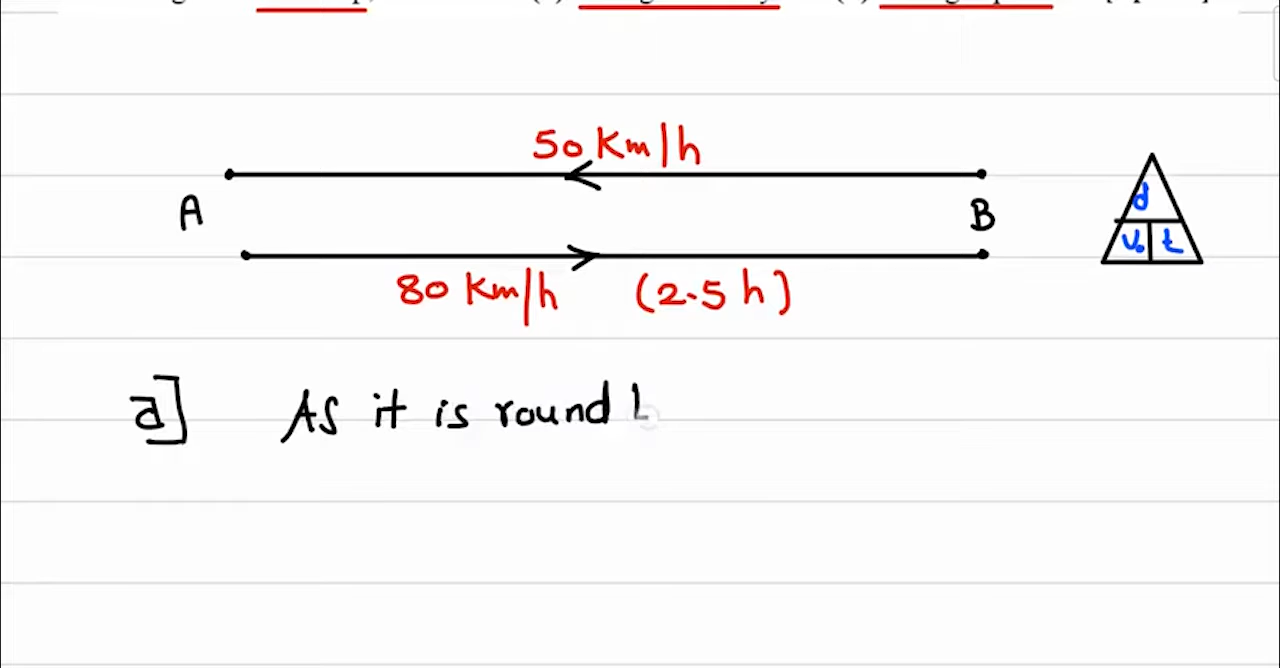 50 Km/h
A B
d
v. t
80 Km/h (2.5 h)
a] As it is round